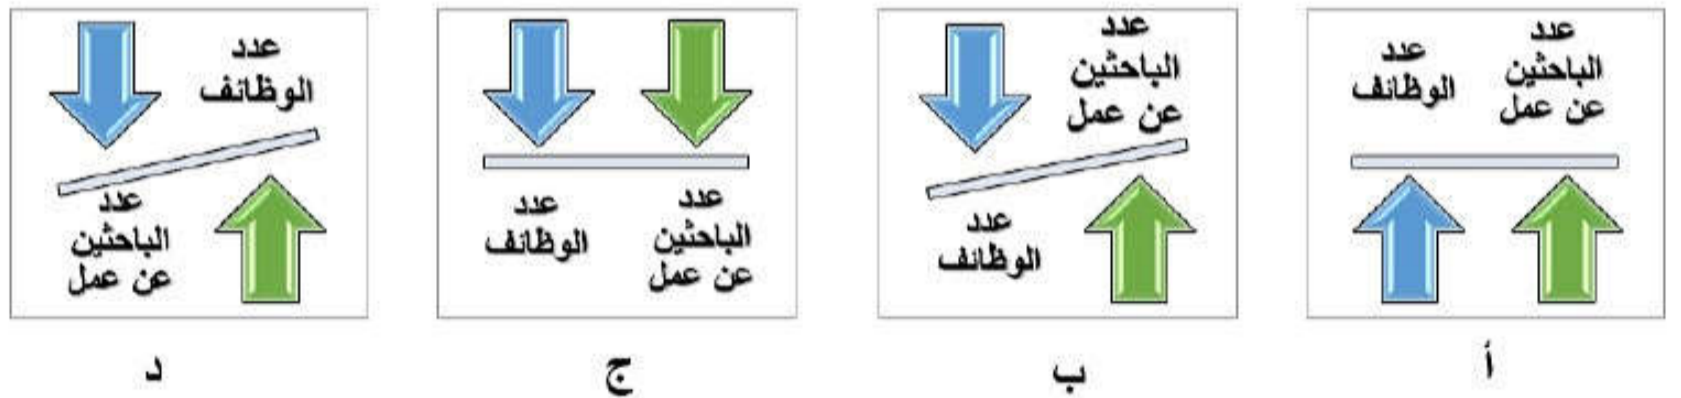 عدد
الباحثين
عن عمل
عدد
الوظائف
أ
عدد
الباحثين
عن عمل
عدد
الوظائف
ب
عدد
الباحثين
عن عمل
عدد
الوظائف
ج
عدد
الوظائف
عدد
الباحثين
عن عمل
د